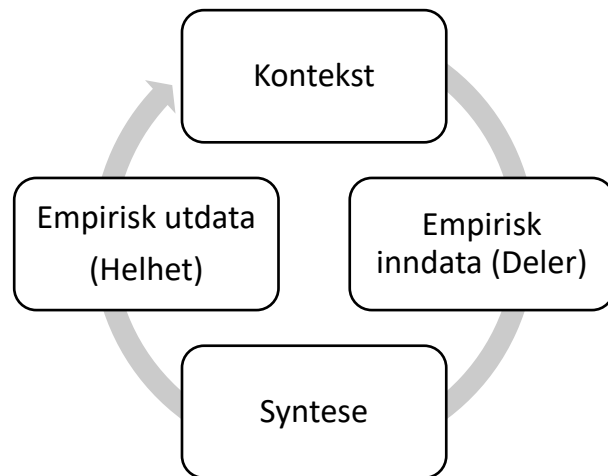 Kontekst
Empirisk
inndata (Deler)
Syntese
Empirisk utdata
(Helhet)